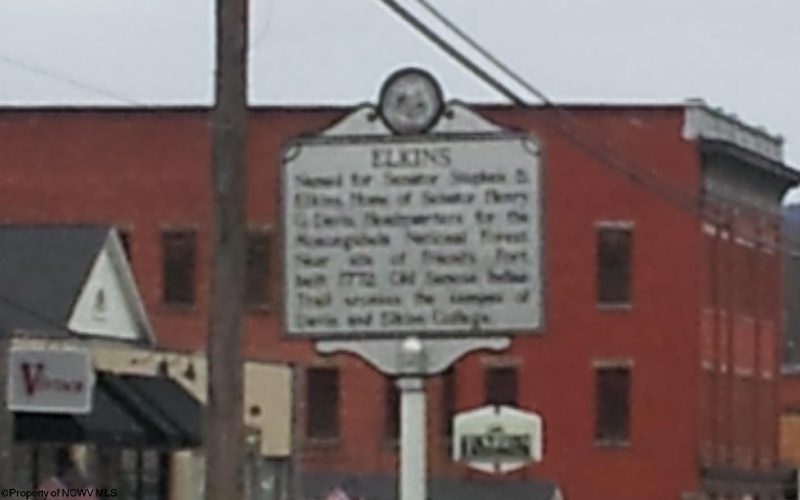 ELKINS
Named for Senator Stephen B.
Elkins. Home of Senator Henry
G. Davis. Headquarters for the
Monongahela National Forest.
Near site of Friend's Fort,
built 1772. Old Seneca Indian
Trail crosses the campus of
Davis and Elkins College.
©Property of NCWV MLS